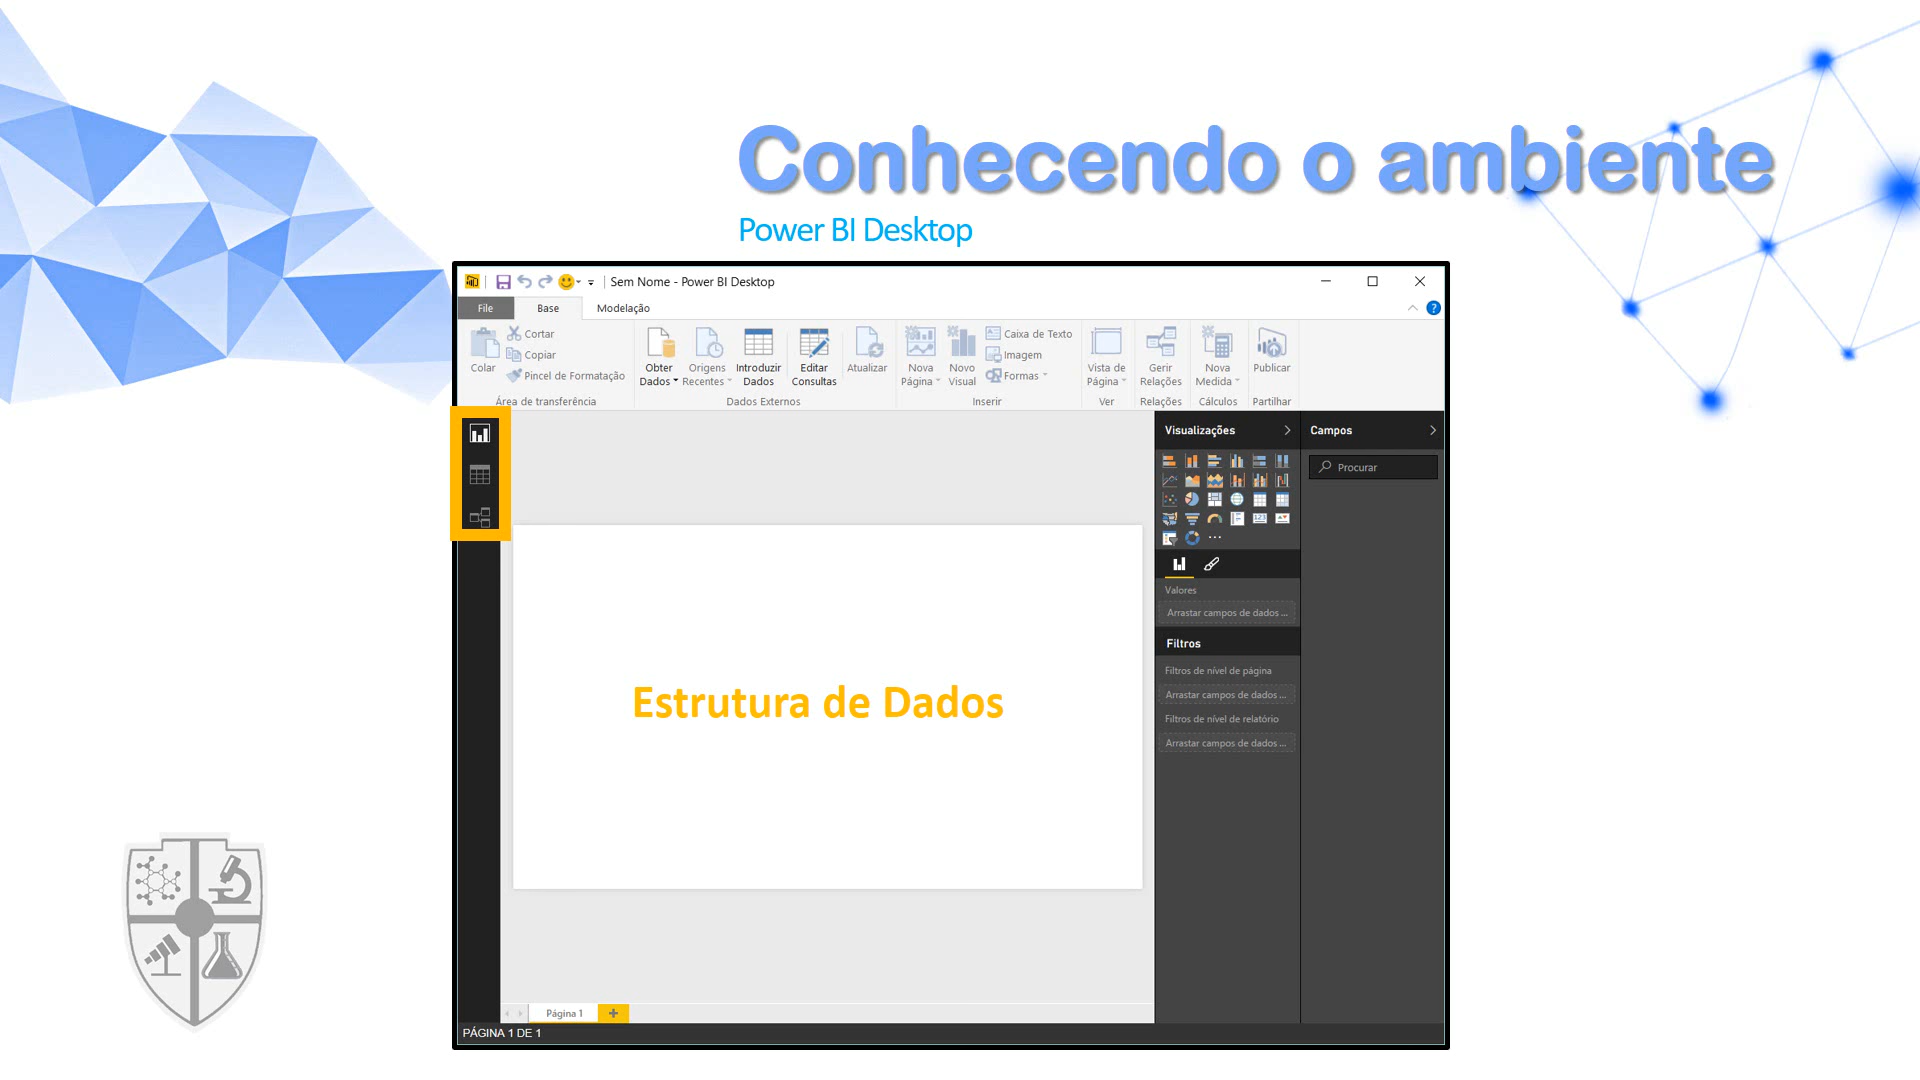 Conhecendo o ambiente
Power BI Desktop
Sem Nome - Power BI Desktop
File
Base
Modelação
Colar
Cortar
Copiar
Pincel de Formatação
Área de transferência
Obter
Dados
Origens
Recentes
Introduzir
Dados
Editar
Consultas
Atualizar
Dados Externos
Nova
Página
Novo
Visual
Caixa de Texto
Imagem
Formas
Inserir
Vista de
Página
Ver
Gerir
Relações
Relações
Nova
Medida
Cálculos
Publicar
Partilhar
Visualizações
Campos
Procurar
123
Valores
Arrastar campos de dados ...
Filtros
Filtros de nível de página
Arrastar campos de dados ...
Filtros de nível de relatório
Arrastar campos de dados ...
Estrutura de Dados
Página 1
PÁGINA 1 DE 1